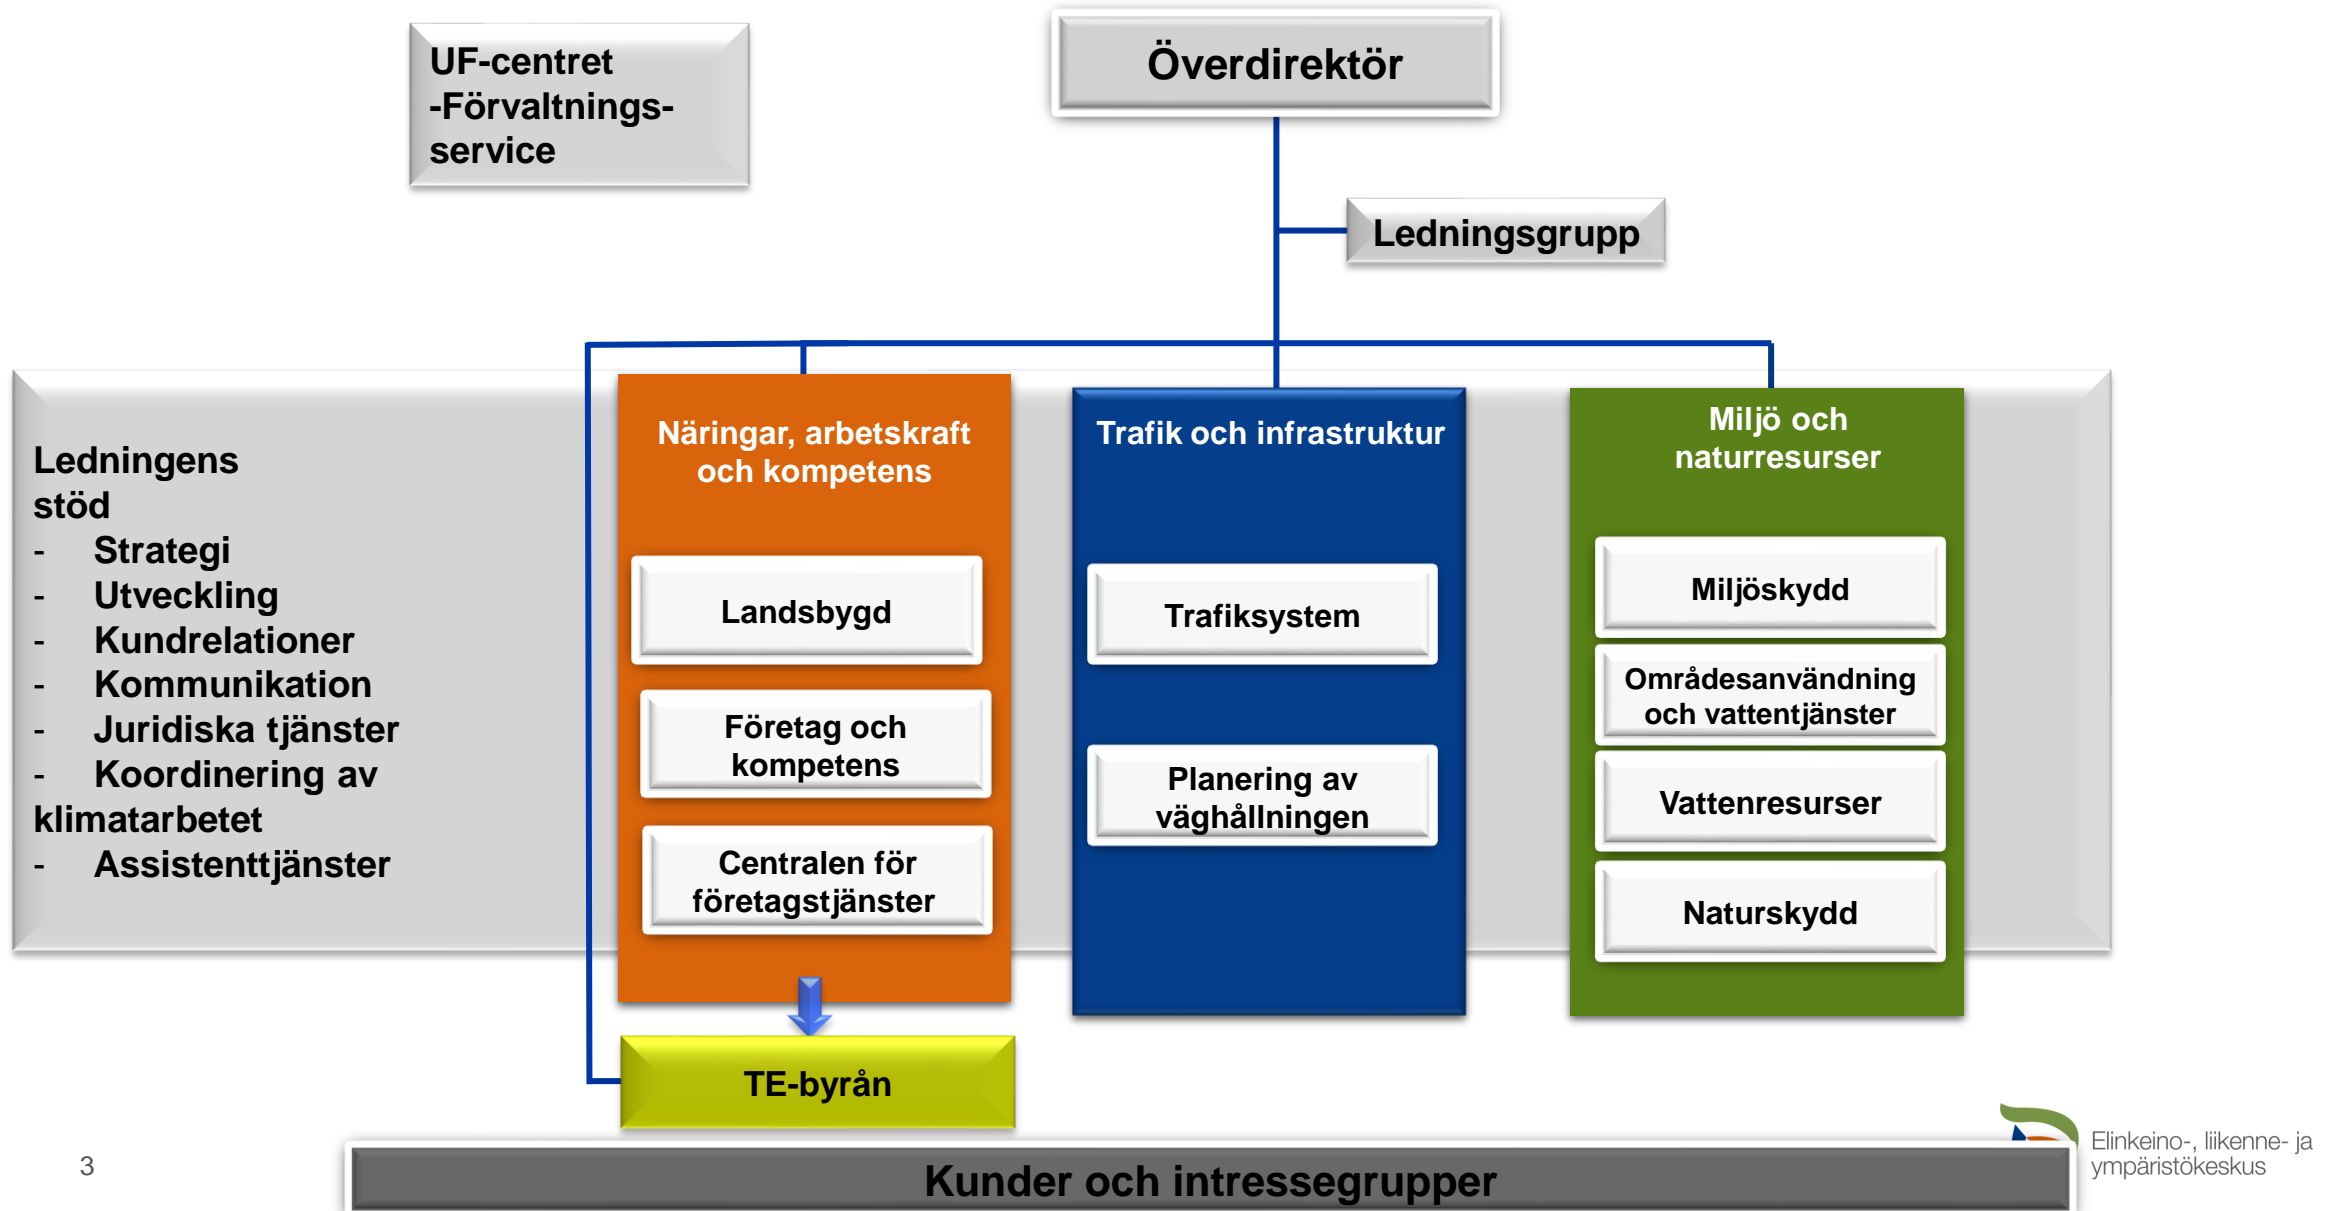 UF-centret
-Förvaltnings-
service
Överdirektör
Ledningsgrupp
Ledningens
stöd
- Strategi
- Utveckling
- Kundrelationer
- Kommunikation
- Juridiska tjänster
- Koordinering av
klimatarbetet
- Assistenttjänster
Näringar, arbetskraft
och kompetens
Landsbygd
Företag och
kompetens
Centralen för
företagstjänster
Trafik och infrastruktur
Trafiksystem
Planering av
väghållningen
Miljö och
naturresurser
Miljöskydd
Områdesanvändning
och vattentjänster
Vattenresurser
Naturskydd
TE-byrån
Kunder och intressegrupper
3
Elinkeino-, liikenne- ja
ympäristökeskus